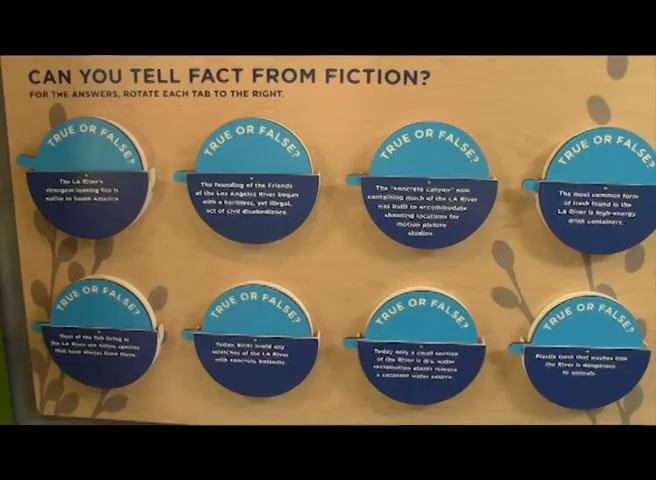 CAN YOU TELL FACT FROM FICTION?
FOR THE ANSWERS, ROTATE EACH TAB TO THE RIGHT.
TRUE OR FALSE?
The LA River's
strangest looking fish is
native to South America
TRUE OR FALSE?
The founding of the Friends
of the Los Angeles River began
with a harmless, yet illegal,
act of civil disobedience.
TRUE OR FALSE?
The "concrete canyon" now
containing much of the LA River
was built to accommodate
shooting locations for
motion picture
studios.
TRUE OR FALSE?
The most common form
of trash found in the
LA River is high-energy
drink containers.
TRUE OR FALSE?
Most of the fish living in
the LA River are native species
that have always lived there.
TRUE OR FALSE?
Today, birds avoid any
stretches of the LA River
with concrete bottoms.
TRUE OR FALSE?
Today only a small section
of the River is dry, water
reclamation plants release
a constant water source.
TRUE OR FALSE?
Plastic trash that washes into
the River is dangerous
to animals.